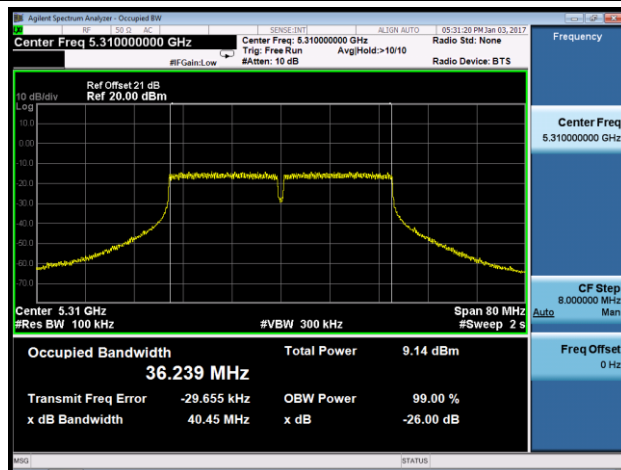 Agilent Spectrum Analyzer - Occupied BW
RF 50 Ω AC SENSE:INT ALIGN AUTO 05:31:20 PM Jan 03, 2017
Center Freq 5.310000000 GHz
Center Freq: 5.310000000 GHz
Radio Std: None
Trig: Free Run Avg|Hold:>10/10
#IFGain:Low #Atten: 10 dB Radio Device: BTS
Frequency
Ref Offset 21 dB
10 dB/div Ref 20.00 dBm
Log
10.0
0.00
-10.0
-20.0
-30.0
-40.0
-50.0
-60.0
-70.0
Center 5.31 GHz Span 80 MHz
#Res BW 100 kHz #VBW 300 kHz #Sweep 2 s
Center Freq
5.310000000 GHz
CF Step
8.000000 MHz
Auto Man
Freq Offset
0 Hz
Occupied Bandwidth Total Power 9.14 dBm
36.239 MHz
Transmit Freq Error -29.655 kHz OBW Power 99.00 %
x dB Bandwidth 40.45 MHz x dB -26.00 dB
MSG STATUS